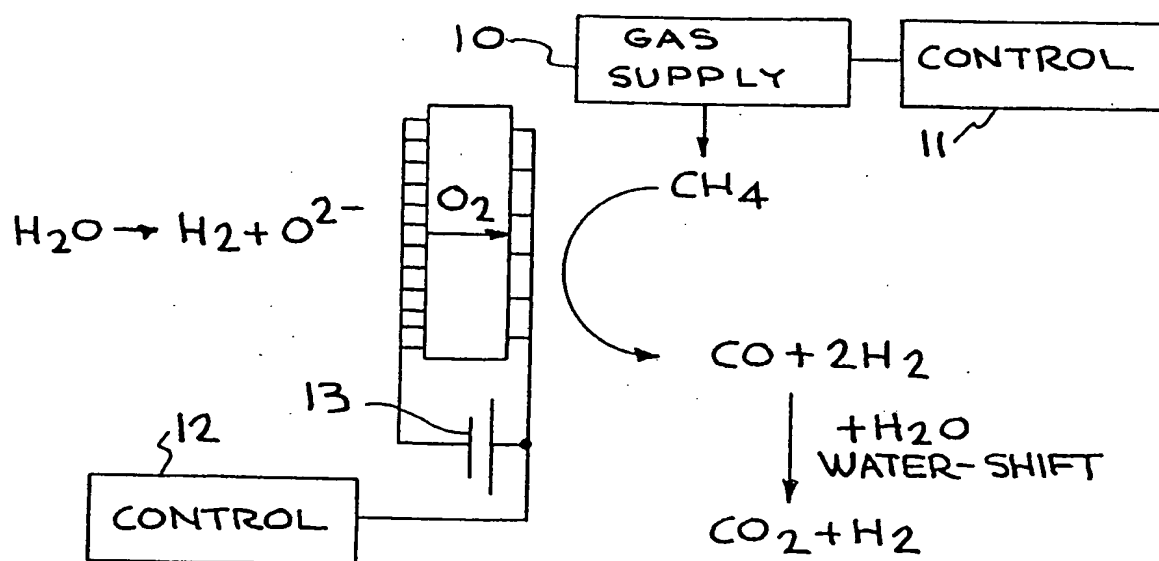 10
GAS
SUPPLY
CONTROL
11
CH4
O2
H2O → H2 + O2-
CO + 2H2
13
+H2O
WATER-SHIFT
12
CONTROL
CO2 + H2